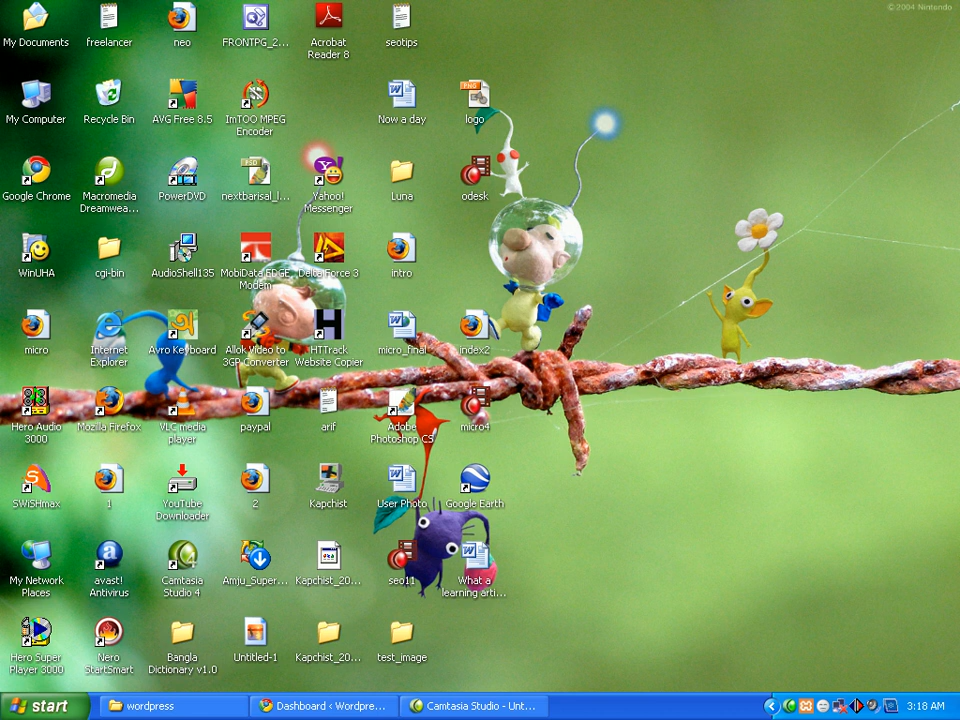 © 2004 Nintendo
My Documents
freelancer
neo
FRONTPG_2...
Acrobat
Reader 8
seotips
My Computer
Recycle Bin
AVG Free 8.5
ImTOO MPEG
Encoder
Now a day
PNG
logo
Google Chrome
Macromedia
Dreamwea...
PowerDVD
PSD
nextbarisal_l...
Yahoo!
Messenger
Luna
odesk
WinUHA
cgi-bin
AudioShell135
MobiData EDGE
Modem
Delta Force 3
intro
micro
Internet
Explorer
Avro Keyboard
Allok Video to
3GP Converter
HTTrack
Website Copier
micro_final
index2
Hero Audio
3000
Mozilla Firefox
VLC media
player
paypal
arif
Adobe
Photoshop CS
micro4
SWiSHmax
1
YouTube
Downloader
2
Kapchist
User Photo
Google Earth
My Network
Places
avast!
Antivirus
Camtasia
Studio 4
Amju_Super...
Kapchist_20...
seo11
What a
learning arti...
Hero Super
Player 3000
Nero
StartSmart
Bangla
Dictionary v1.0
Untitled-1
Kapchist_20...
test_image
start
wordpress
Dashboard ‹ Wordpre...
Camtasia Studio - Unt...
3:18 AM